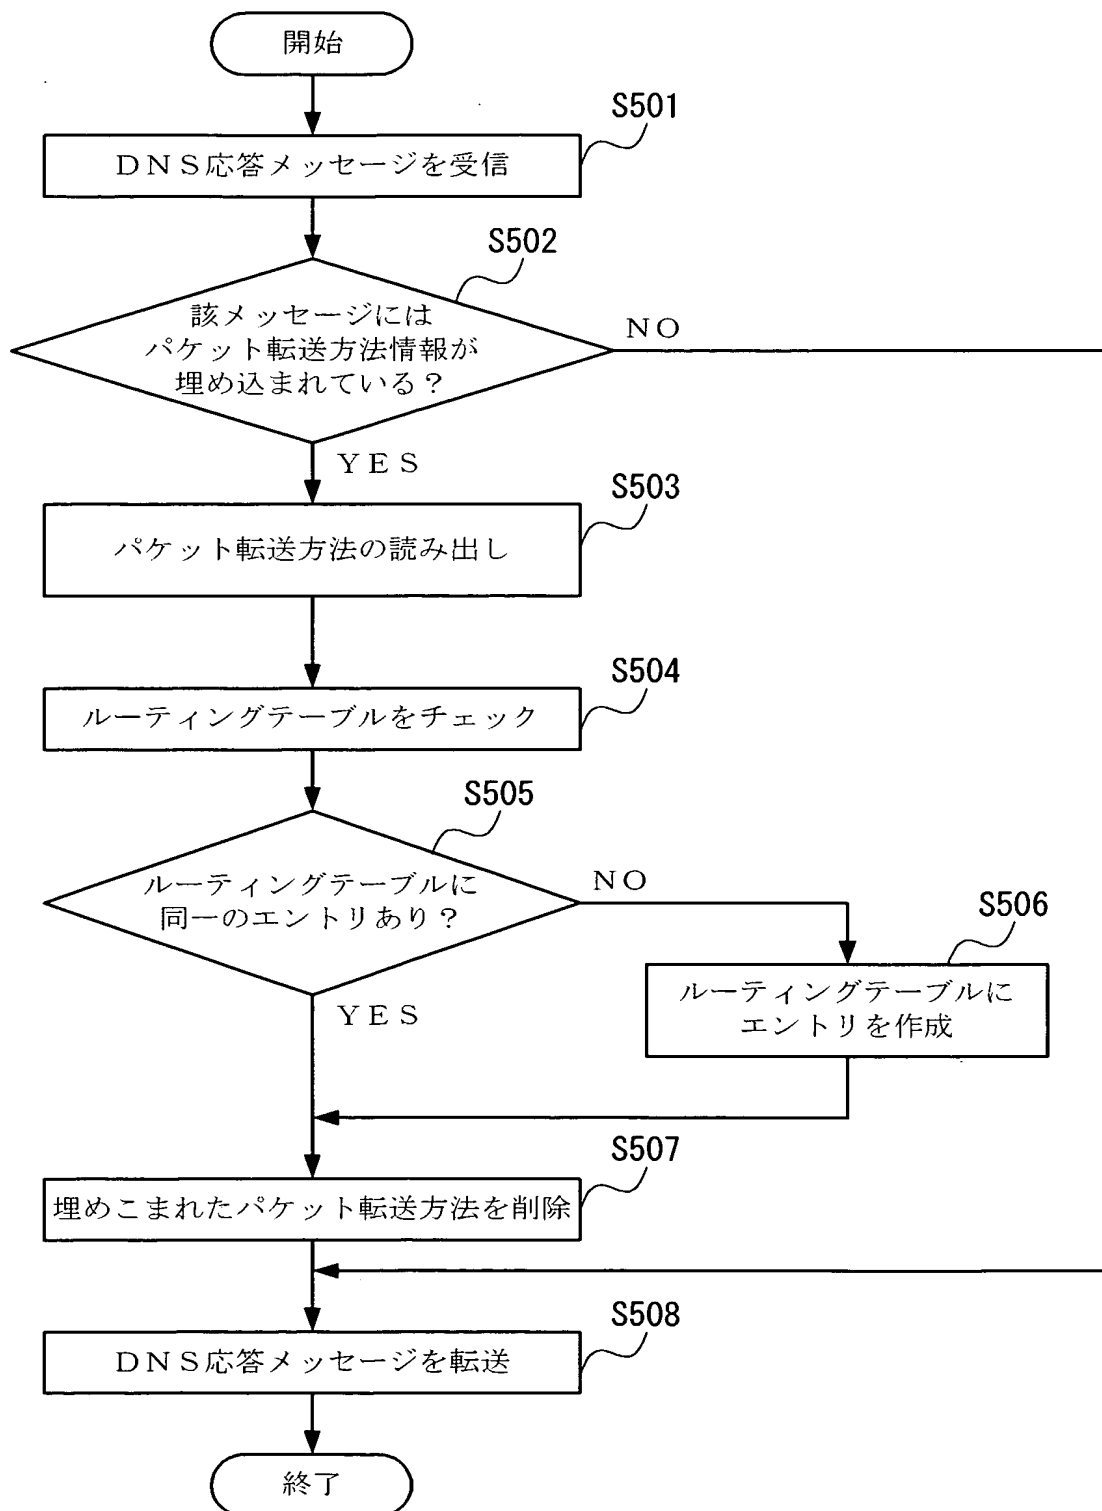 開始
S501
DNS応答メッセージを受信
S502
該メッセージには
パケット転送方法情報が
埋め込まれている?
NO
YES
S503
パケット転送方法の読み出し
S504
ルーティングテーブルをチェック
S505
ルーティングテーブルに
同一のエントリあり?
NO
YES
S506
ルーティングテーブルに
エントリを作成
S507
埋めこまれたパケット転送方法を削除
S508
DNS応答メッセージを転送
終了